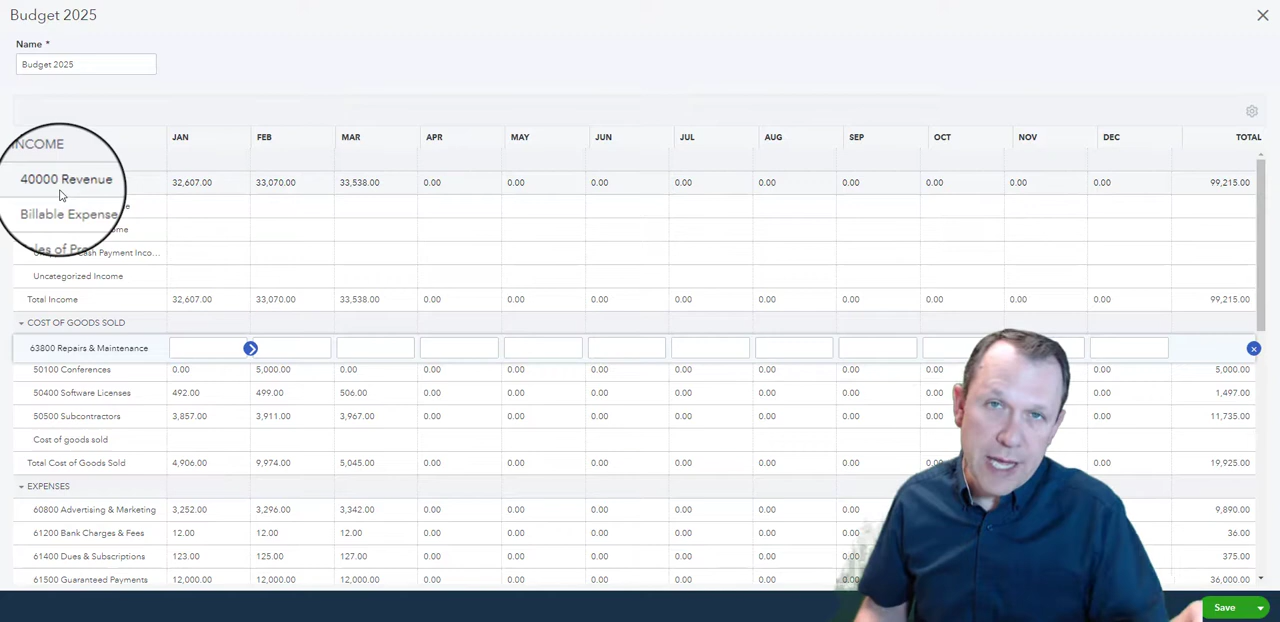 Budget 2025
Name *
Budget 2025
JAN FEB MAR APR MAY JUN JUL AUG SEP OCT NOV DEC TOTAL
INCOME
40000 Revenue 32,607.00 33,070.00 33,538.00 0.00 0.00 0.00 0.00 0.00 0.00 0.00 0.00 0.00 99,215.00
Billable Expense
Cash Payment Inco...
Uncategorized Income
Total Income 32,607.00 33,070.00 33,538.00 0.00 0.00 0.00 0.00 0.00 0.00 0.00 0.00 0.00 99,215.00
COST OF GOODS SOLD
63800 Repairs & Maintenance
50100 Conferences 0.00 5,000.00 0.00 0.00 0.00 0.00 0.00 0.00 0.00 0.00 0.00 5,000.00
50400 Software Licenses 492.00 499.00 506.00 0.00 0.00 0.00 0.00 0.00 0.00 0.00 1,497.00
50500 Subcontractors 3,857.00 3,911.00 3,967.00 0.00 0.00 0.00 0.00 0.00 0.00 0.00 11,735.00
Cost of goods sold
Total Cost of Goods Sold 4,906.00 9,974.00 5,045.00 0.00 0.00 0.00 0.00 0.00 0.00 0.00 19,925.00
EXPENSES
60800 Advertising & Marketing 3,252.00 3,296.00 3,342.00 0.00 0.00 0.00 0.00 0.00 0.00 9,890.00
61200 Bank Charges & Fees 12.00 12.00 12.00 0.00 0.00 0.00 0.00 0.00 0.00 36.00
61400 Dues & Subscriptions 123.00 125.00 127.00 0.00 0.00 0.00 0.00 0.00 0.00 375.00
61500 Guaranteed Payments 12,000.00 12,000.00 12,000.00 0.00 0.00 0.00 0.00 0.00 36,000.00
Save